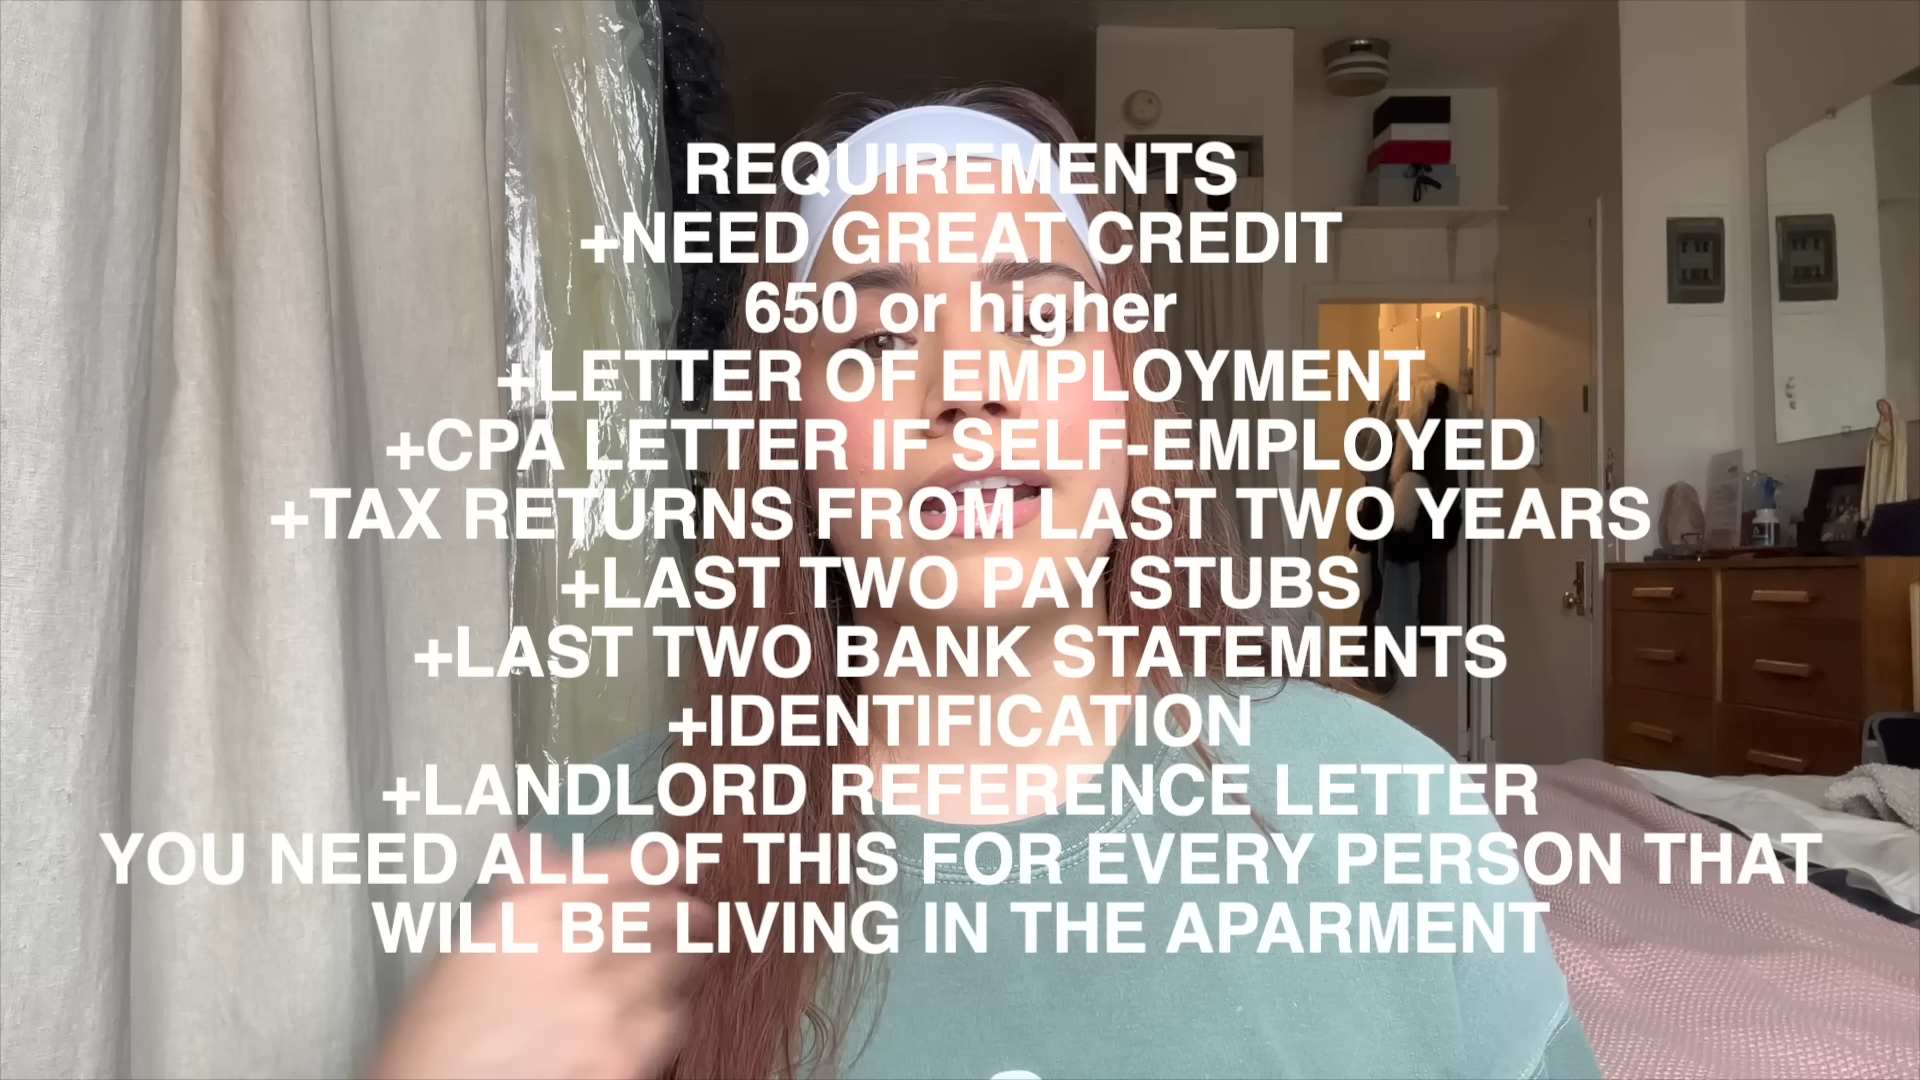 REQUIREMENTS
+NEED GREAT CREDIT
650 or higher
+LETTER OF EMPLOYMENT
+CPA LETTER IF SELF-EMPLOYED
+TAX RETURNS FROM LAST TWO YEARS
+LAST TWO PAY STUBS
+LAST TWO BANK STATEMENTS
+IDENTIFICATION
+LANDLORD REFERENCE LETTER
YOU NEED ALL OF THIS FOR EVERY PERSON THAT
WILL BE LIVING IN THE APARMENT